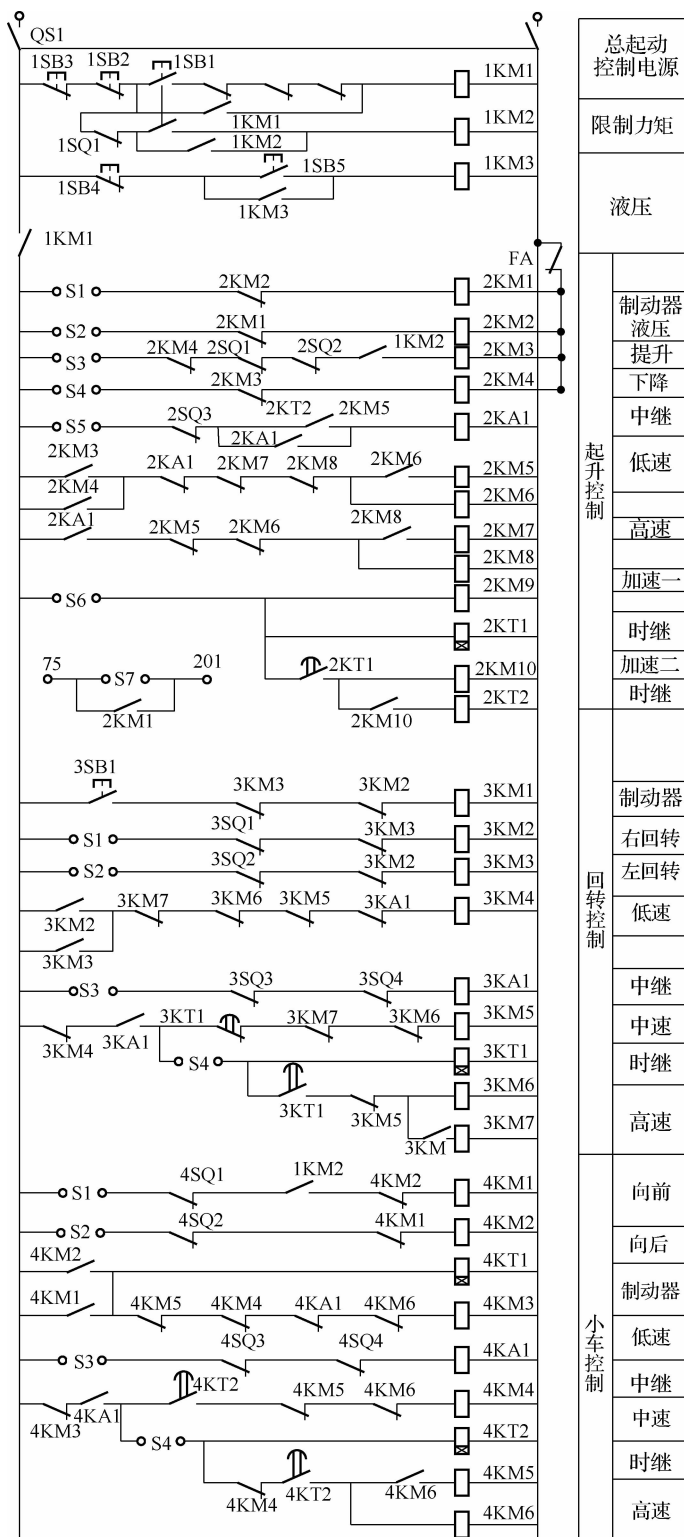 QS1
1SB3 1SB2 1SB1 1KM1 总起动
控制电源
1KM1 1KM2 限制力矩
1SQ1 1KM2
1SB4 1SB5 1KM3 液压
1KM3
1KM1
FA
S1 2KM2 2KM1 制动器
S2 2KM1 2KM2 液压
S3 2KM4 2SQ1 2SQ2 1KM2 2KM3 提升
S4 2KM3 2KM4 下降
S5 2SQ3 2KT2 2KM5 2KA1 中继
2KA1
2KM3 2KA1 2KM7 2KM8 2KM6 2KM5 低速
2KM4 2KM6
2KA1 2KM5 2KM6 2KM8 2KM7 高速
2KM8
S6 2KM9 加速一
2KT1 时继
75 S7 201 2KT1 2KM10 加速二
2KM1 2KM10 2KT2 时继
起升控制
3SB1 3KM3 3KM2 3KM1 制动器
S1 3SQ1 3KM3 3KM2 右回转
S2 3SQ2 3KM2 3KM3 左回转
3KM2 3KM7 3KM6 3KM5 3KA1 3KM4 低速
3KM3
S3 3SQ3 3SQ4 3KA1 中继
3KM4 3KA1 3KT1 3KM7 3KM6 3KM5 中速
S4 3KT1 时继
3KT1 3KM5 3KM6 高速
3KM 3KM7
回转控制
S1 4SQ1 1KM2 4KM2 4KM1 向前
S2 4SQ2 4KM1 4KM2 向后
4KM2 4KT1 制动器
4KM1 4KM5 4KM4 4KA1 4KM6 4KM3 低速
S3 4SQ3 4SQ4 4KA1 中继
4KM3 4KA1 4KT2 4KM5 4KM6 4KM4 中速
S4 4KT2 时继
4KM4 4KT2 4KM6 4KM5 高速
4KM6
小车控制